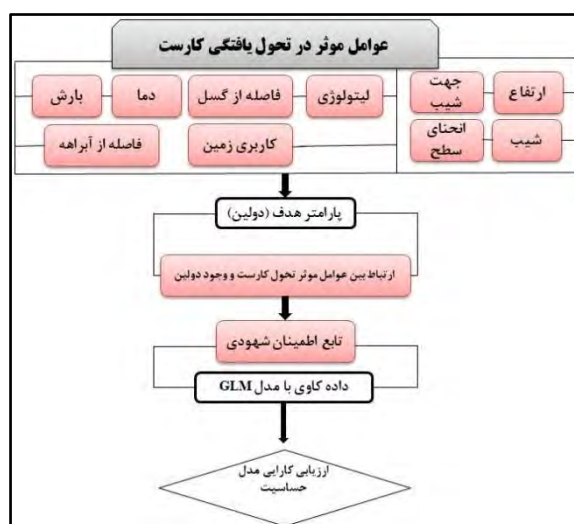 عوامل موثر در تحول یافتگی کارست
ارتفاع
جهت
شیب
شیب
انحنای
سطح
لیتولوژی
فاصله از گسل
دما
بارش
کاربری زمین
فاصله از آبراهه
پارامتر هدف (دولین)
ارتباط بین عوامل موثر تحول کارست و وجود دولین
تابع اطمینان شهودی
داده کاوی با مدل GLM
ارزیابی کارایی مدل
حساسیت